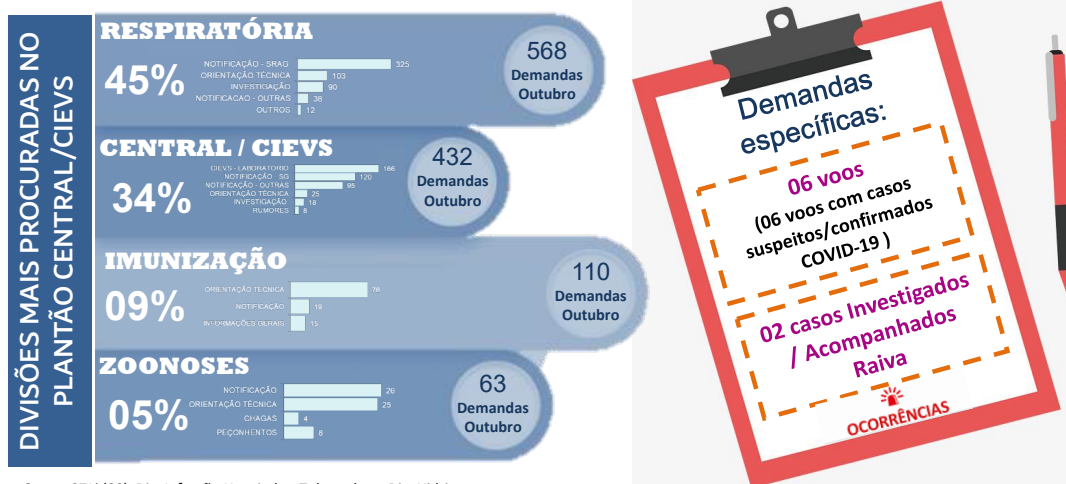 DIVISÕES MAIS PROCURADAS NO
PLANTÃO CENTRAL/CIEVS
RESPIRATÓRIA
45%
NOTIFICAÇÃO - SRAG 325
ORIENTAÇÃO TÉCNICA 103
INVESTIGAÇÃO 90
NOTIFICACAO - OUTRAS 38
OUTROS 12
568
Demandas
Outubro
CENTRAL / CIEVS
34%
CIEVS - LABORATÓRIO 166
NOTIFICAÇÃO - SG 120
NOTIFICAÇÃO - OUTRAS 95
ORIENTAÇÃO TÉCNICA 25
INVESTIGAÇÃO 18
RUMORES 8
432
Demandas
Outubro
IMUNIZAÇÃO
09%
ORIENTAÇÃO TÉCNICA 76
NOTIFICAÇÃO 19
INFORMAÇÕES GERAIS 15
110
Demandas
Outubro
ZOONOSES
05%
NOTIFICAÇÃO 26
ORIENTAÇÃO TÉCNICA 25
CHAGAS 4
PEÇONHENTOS 8
63
Demandas
Outubro
Demandas
específicas:
06 voos
(06 voos com casos
suspeitos/confirmados
COVID-19 )
02 casos Investigados
/ Acompanhados
Raiva
OCORRÊNCIAS